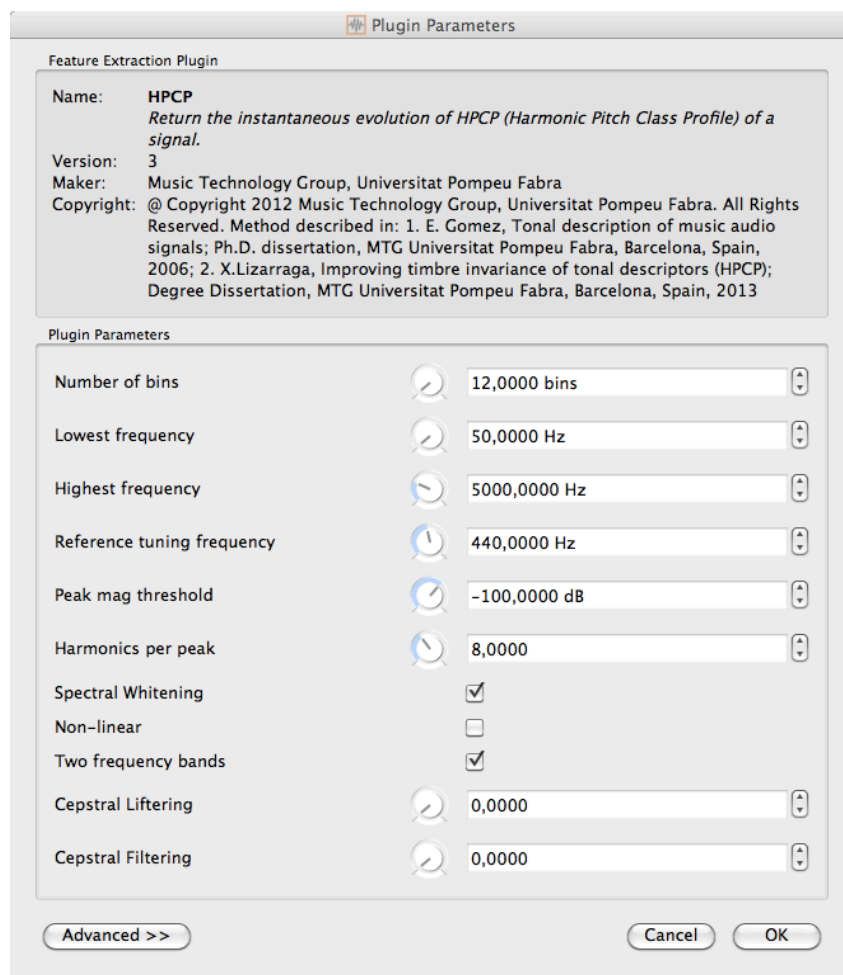 Plugin Parameters
Feature Extraction Plugin
Name: HPCP
Return the instantaneous evolution of HPCP (Harmonic Pitch Class Profile) of a
signal.
Version: 3
Maker: Music Technology Group, Universitat Pompeu Fabra
Copyright: @ Copyright 2012 Music Technology Group, Universitat Pompeu Fabra. All Rights
Reserved. Method described in: 1. E. Gomez, Tonal description of music audio
signals; Ph.D. dissertation, MTG Universitat Pompeu Fabra, Barcelona, Spain,
2006; 2. X.Lizarraga, Improving timbre invariance of tonal descriptors (HPCP);
Degree Dissertation, MTG Universitat Pompeu Fabra, Barcelona, Spain, 2013
Plugin Parameters
Number of bins 12,0000 bins
Lowest frequency 50,0000 Hz
Highest frequency 5000,0000 Hz
Reference tuning frequency 440,0000 Hz
Peak mag threshold -100,0000 dB
Harmonics per peak 8,0000
Spectral Whitening
Non-linear
Two frequency bands
Cepstral Liftering 0,0000
Cepstral Filtering 0,0000
Advanced >> Cancel OK